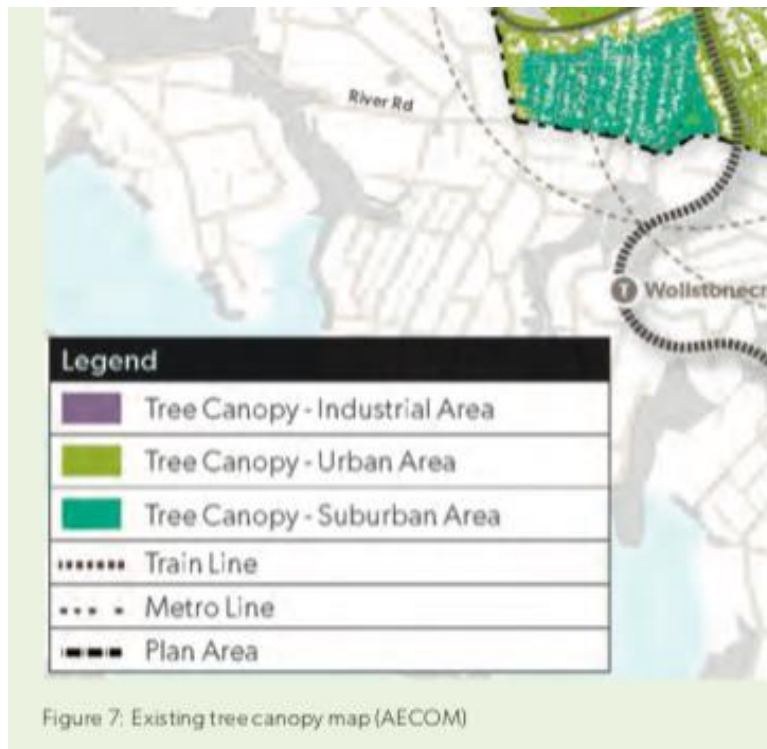 River Rd
T
Legend
Tree Canopy - Industrial Area
Tree Canopy - Urban Area
Tree Canopy - Suburban Area
Train Line
Metro Line
Plan Area
Figure 7: Existing tree canopy map (AECOM)